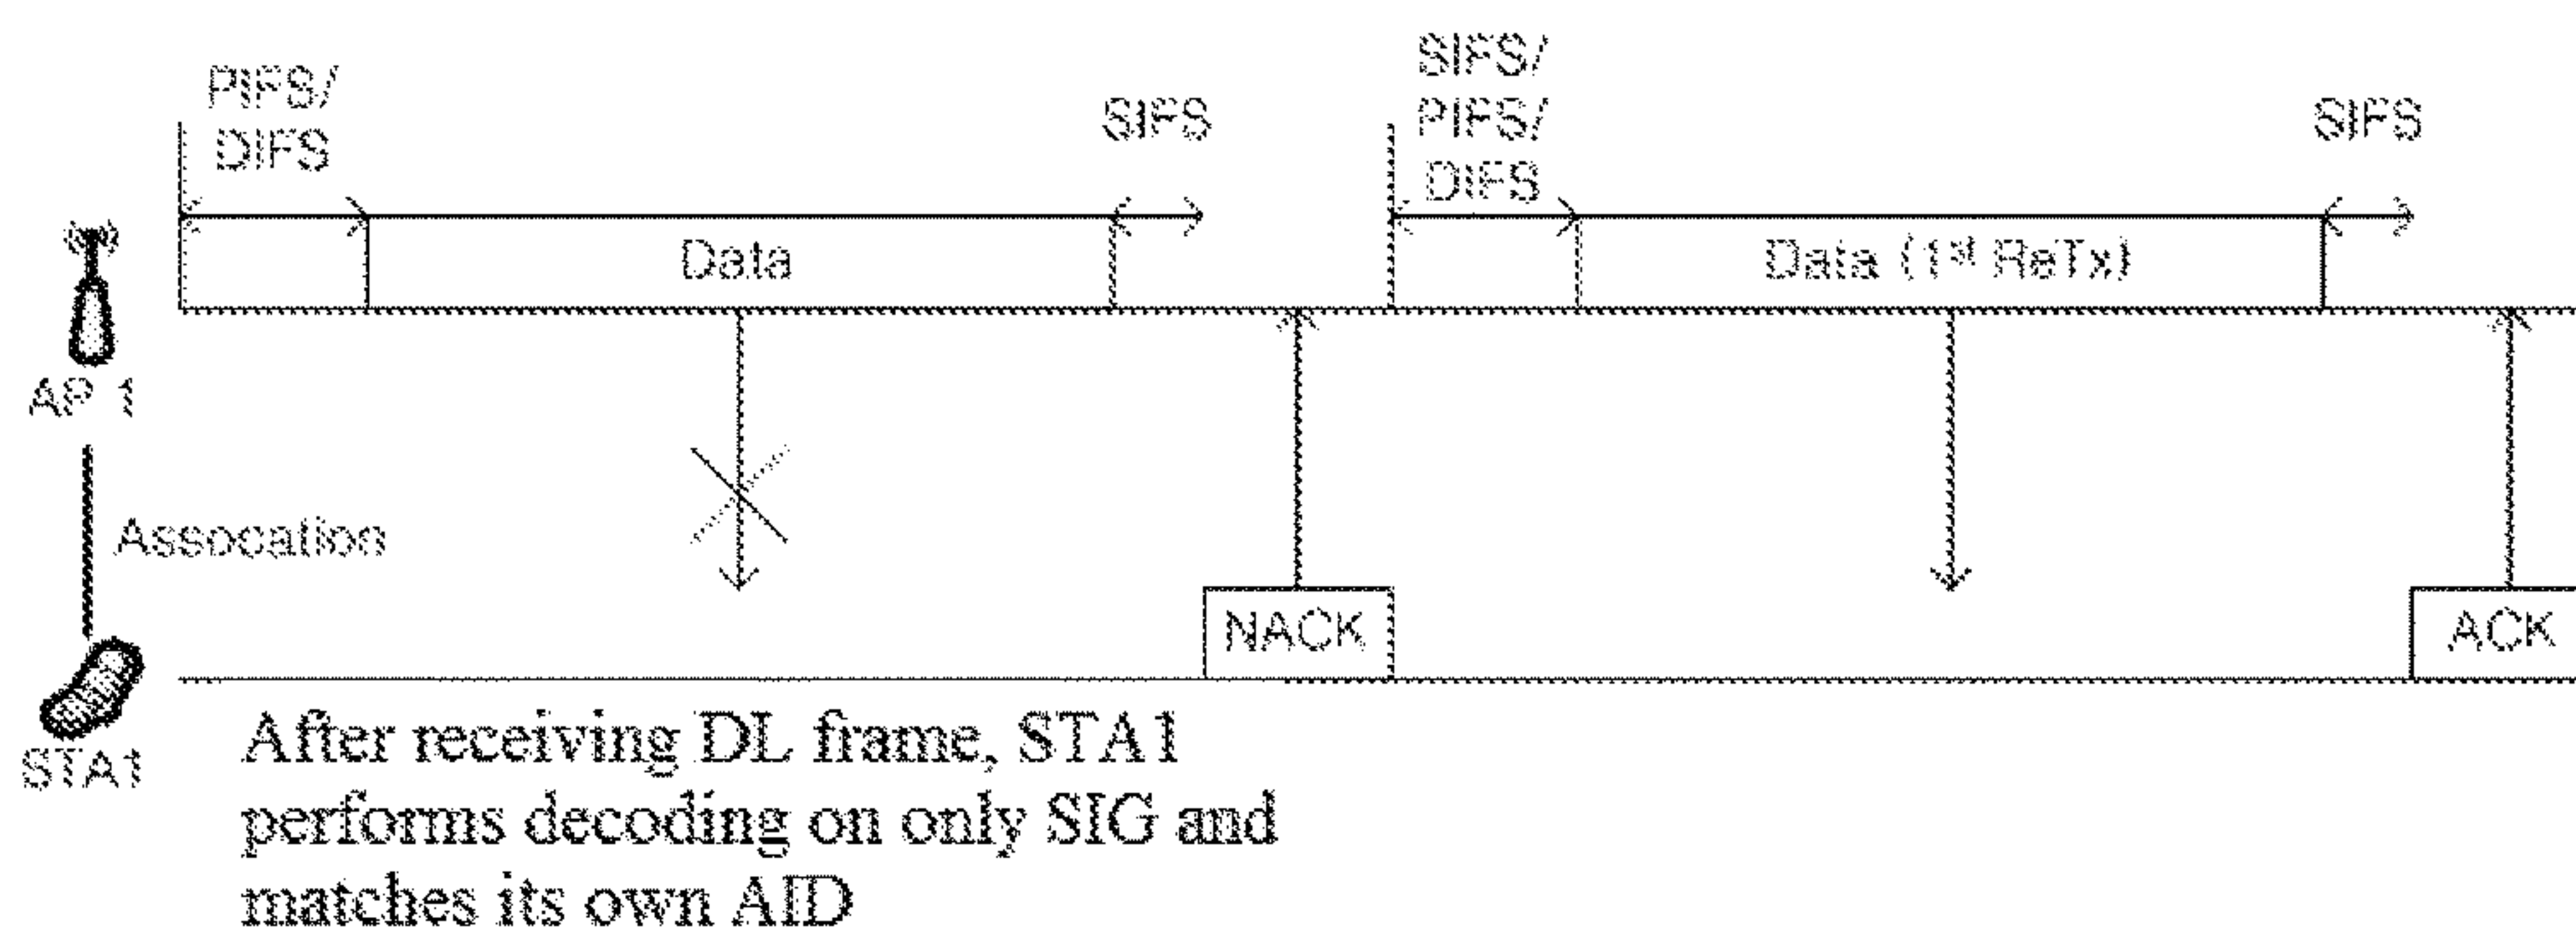 PIFS/
DIFS
SIFS
SIFS/
PIFS/
DIFS
SIFS
Data
Data (1st ReTx)
AP 1
Assocation
NACK
ACK
STA1
After receiving DL frame, STA1
performs decoding on only SIG and
matches its own AID